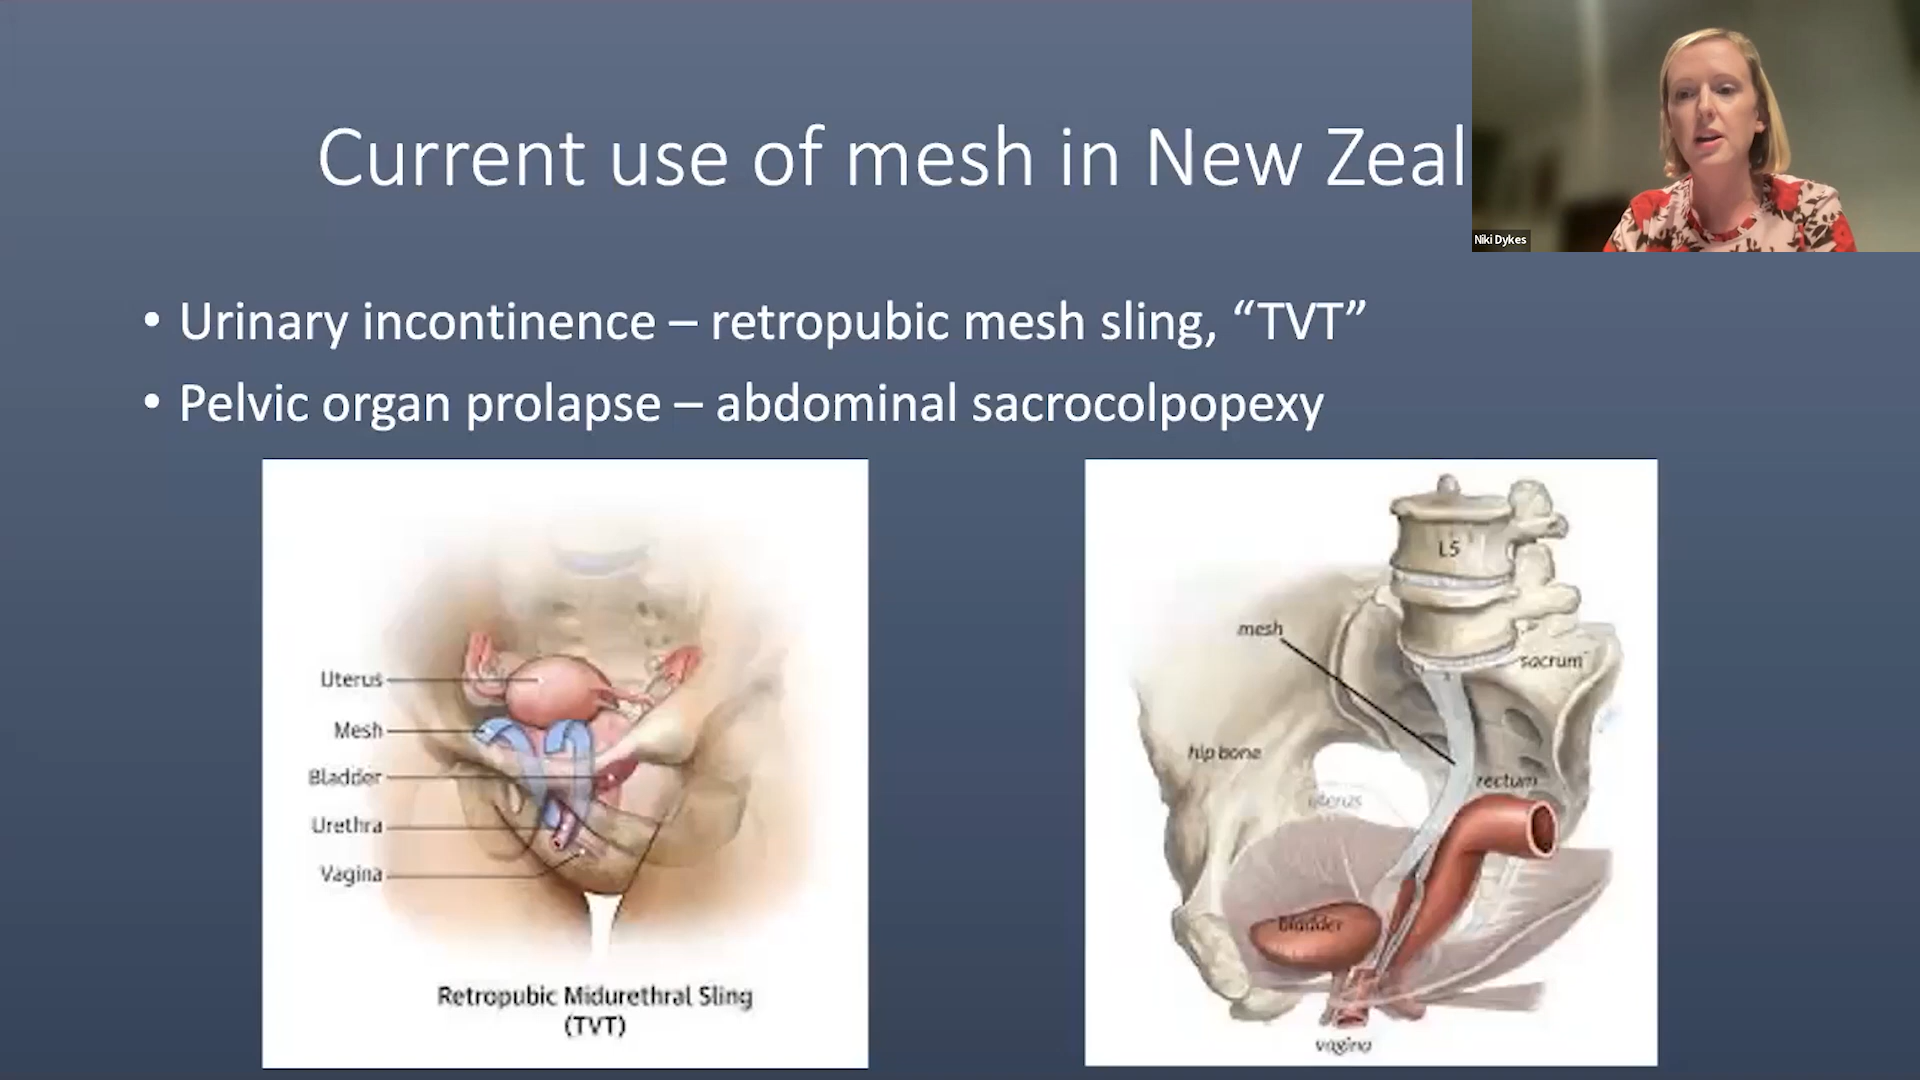 Current use of mesh in New Zeal
Niki Dykes
• Urinary incontinence – retropubic mesh sling, “TVT”
• Pelvic organ prolapse – abdominal sacrocolpopexy
Uterus
Mesh
Bladder
Urethra
Vagina
Retropubic Midurethral Sling
(TVT)
L5
mesh
sacrum
hip bone
rectum
uterus
bladder
vagina